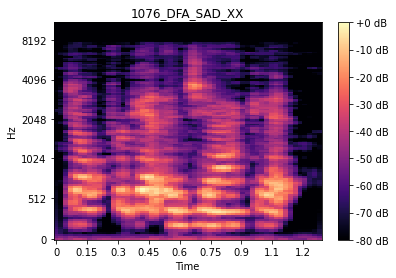 1076_DFA_SAD_XX
+0 dB
8192
-10 dB
4096
-20 dB
-30 dB
2048
Hz
-40 dB
1024
-50 dB
512
-60 dB
-70 dB
0
-80 dB
0 0.15 0.3 0.45 0.6 0.75 0.9 1.1 1.2
Time